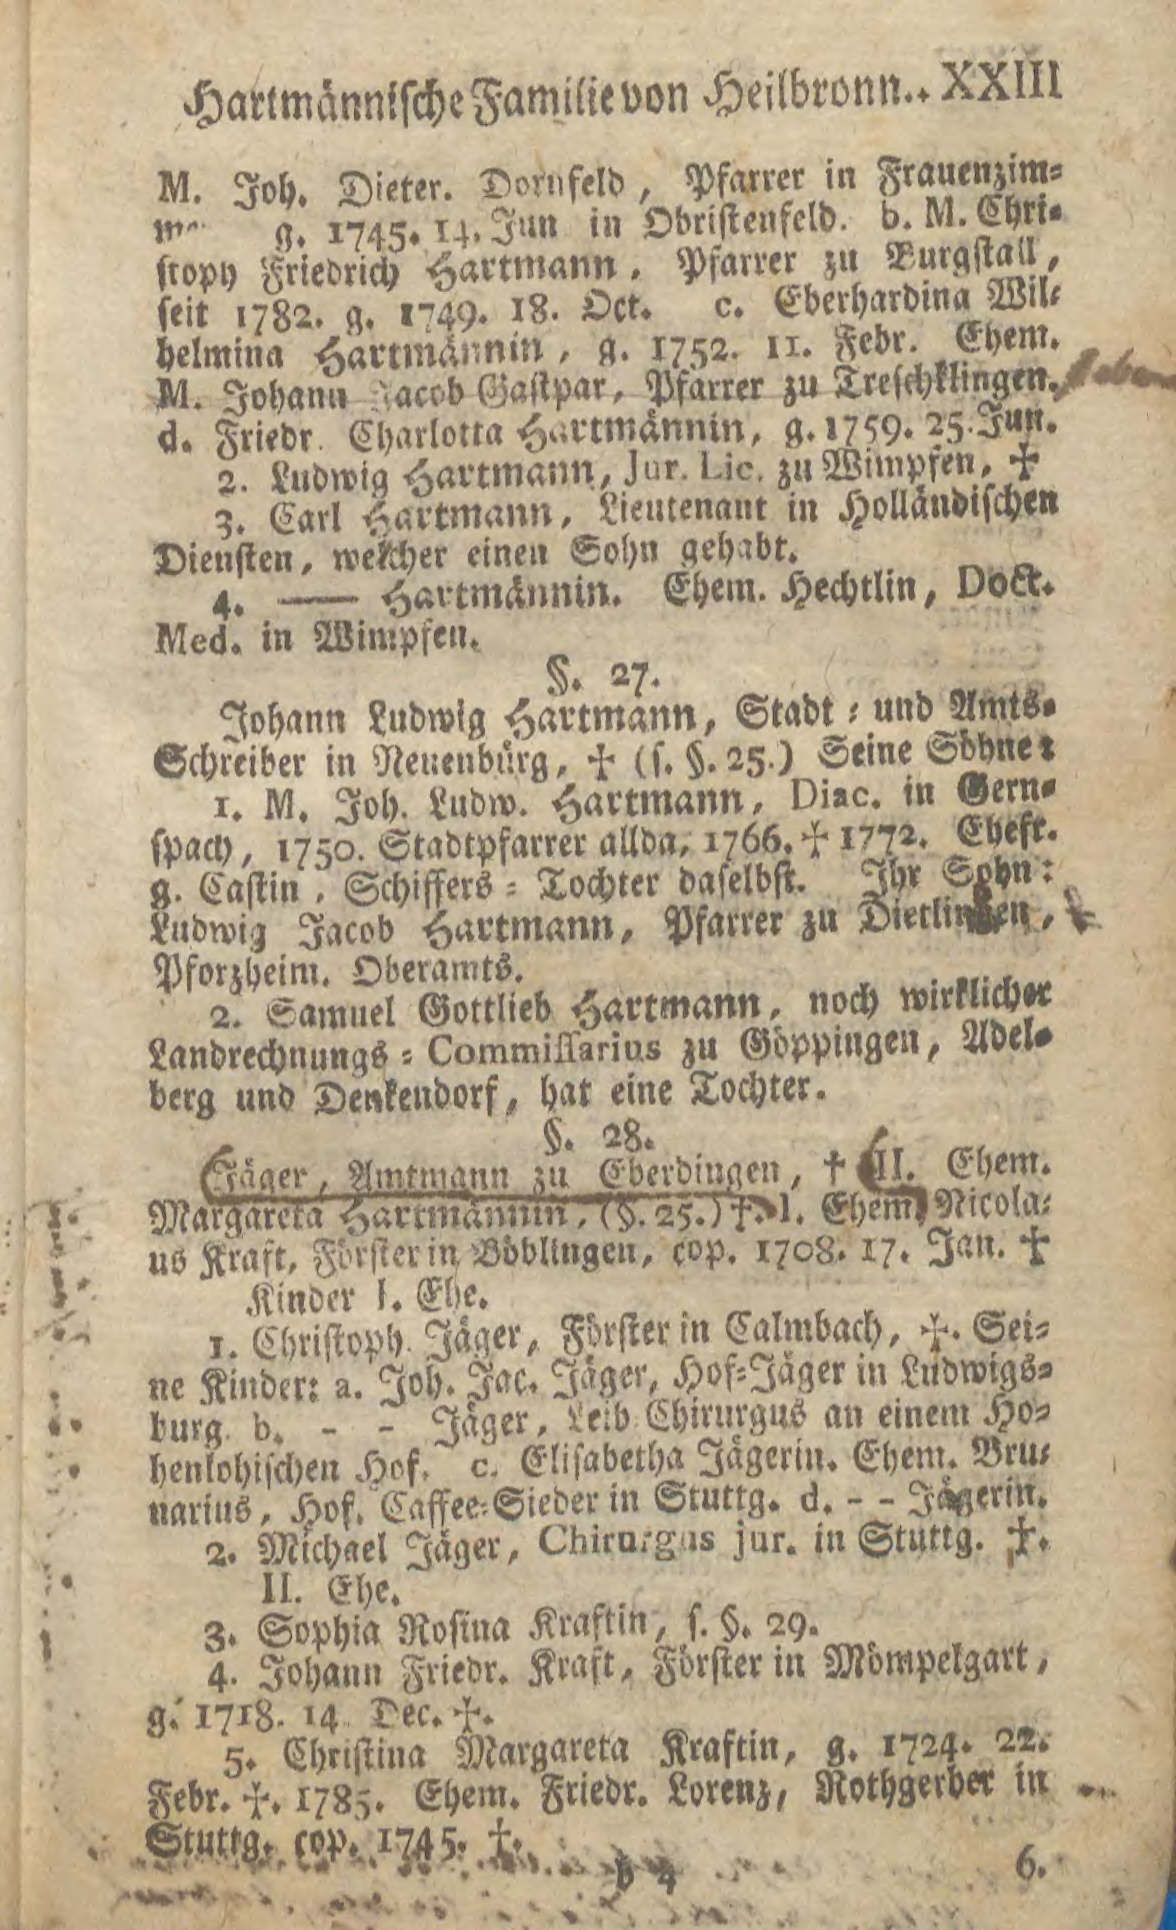 Hartmännische Familie von Heilbronn.. XXIII
M. Joh. Dieter. Dornfeld, Pfarrer in Frauenzim=
me g. 1745. 14. Jun in Obristenfeld. b. M. Chri=
stoph Friedrich Hartmann, Pfarrer zu Burgstall,
seit 1782. g. 1749. 18. Oct. c. Eberhardina Wil=
helmina Hartmännin, g. 1752. 11. Febr. Ehem.
M. Johann Jacob Gastpar, Pfarrer zu Treschklingen.
d. Friedr. Charlotta Hartmännin, g. 1759. 25. Jun.
2. Ludwig Hartmann, Jur. Lic. zu Wimpfen, ✝
3. Carl Hartmann, Lieutenant in Holländischen
Diensten, welcher einen Sohn gehabt.
4. —— Hartmännin. Ehem. Hechtlin, Doct.
Med. in Wimpfen.
§. 27.
Johann Ludwig Hartmann, Stadt = und Amts=
Schreiber in Neuenbürg, ✝ (s. §. 25.) Seine Söhne:
1. M. Joh. Ludw. Hartmann, Diac. in Gern=
spach, 1750. Stadtpfarrer allda, 1766. ✝ 1772. Ehefr.
g. Castin, Schiffers = Tochter daselbst. Ihr Sohn:
Ludwig Jacob Hartmann, Pfarrer zu Dietlingen,
Pforzheim. Oberamts.
2. Samuel Gottlieb Hartmann, noch wirklicher
Landrechnungs = Commissarius zu Göppingen, Adel=
berg und Denkendorf, hat eine Tochter.
§. 28.
Jäger, Amtmann zu Eberdingen, ✝ II. Ehem.
Margareta Hartmännin, (§. 25.) ✝. I. Ehem. Nicola=
us Kraft, Förster in Böblingen, cop. 1708. 17. Jan. ✝
Kinder I. Ehe.
1. Christoph Jäger, Förster in Calmbach, ✝. Sei=
ne Kinder: a. Joh. Jac. Jäger, Hof=Jäger in Ludwigs=
burg. b. - - Jäger, Leib Chirurgus an einem Ho=
henlohischen Hof. c. Elisabetha Jägerin. Ehem. Bru=
narius, Hof. Caffee=Sieder in Stuttg. d. - - Jägerin.
2. Michael Jäger, Chirurgus jur. in Stuttg. ✝.
II. Ehe.
3. Sophia Rosina Kraftin, s. §. 29.
4. Johann Friedr. Kraft, Förster in Mömpelgart,
g. 1718. 14. Dec. ✝.
5. Christina Margareta Kraftin, g. 1724. 22.
Febr. ✝. 1785. Ehem. Friedr. Lorenz, Rothgerber in
Stuttg. cop. 1745. ✝.
b 4 6.